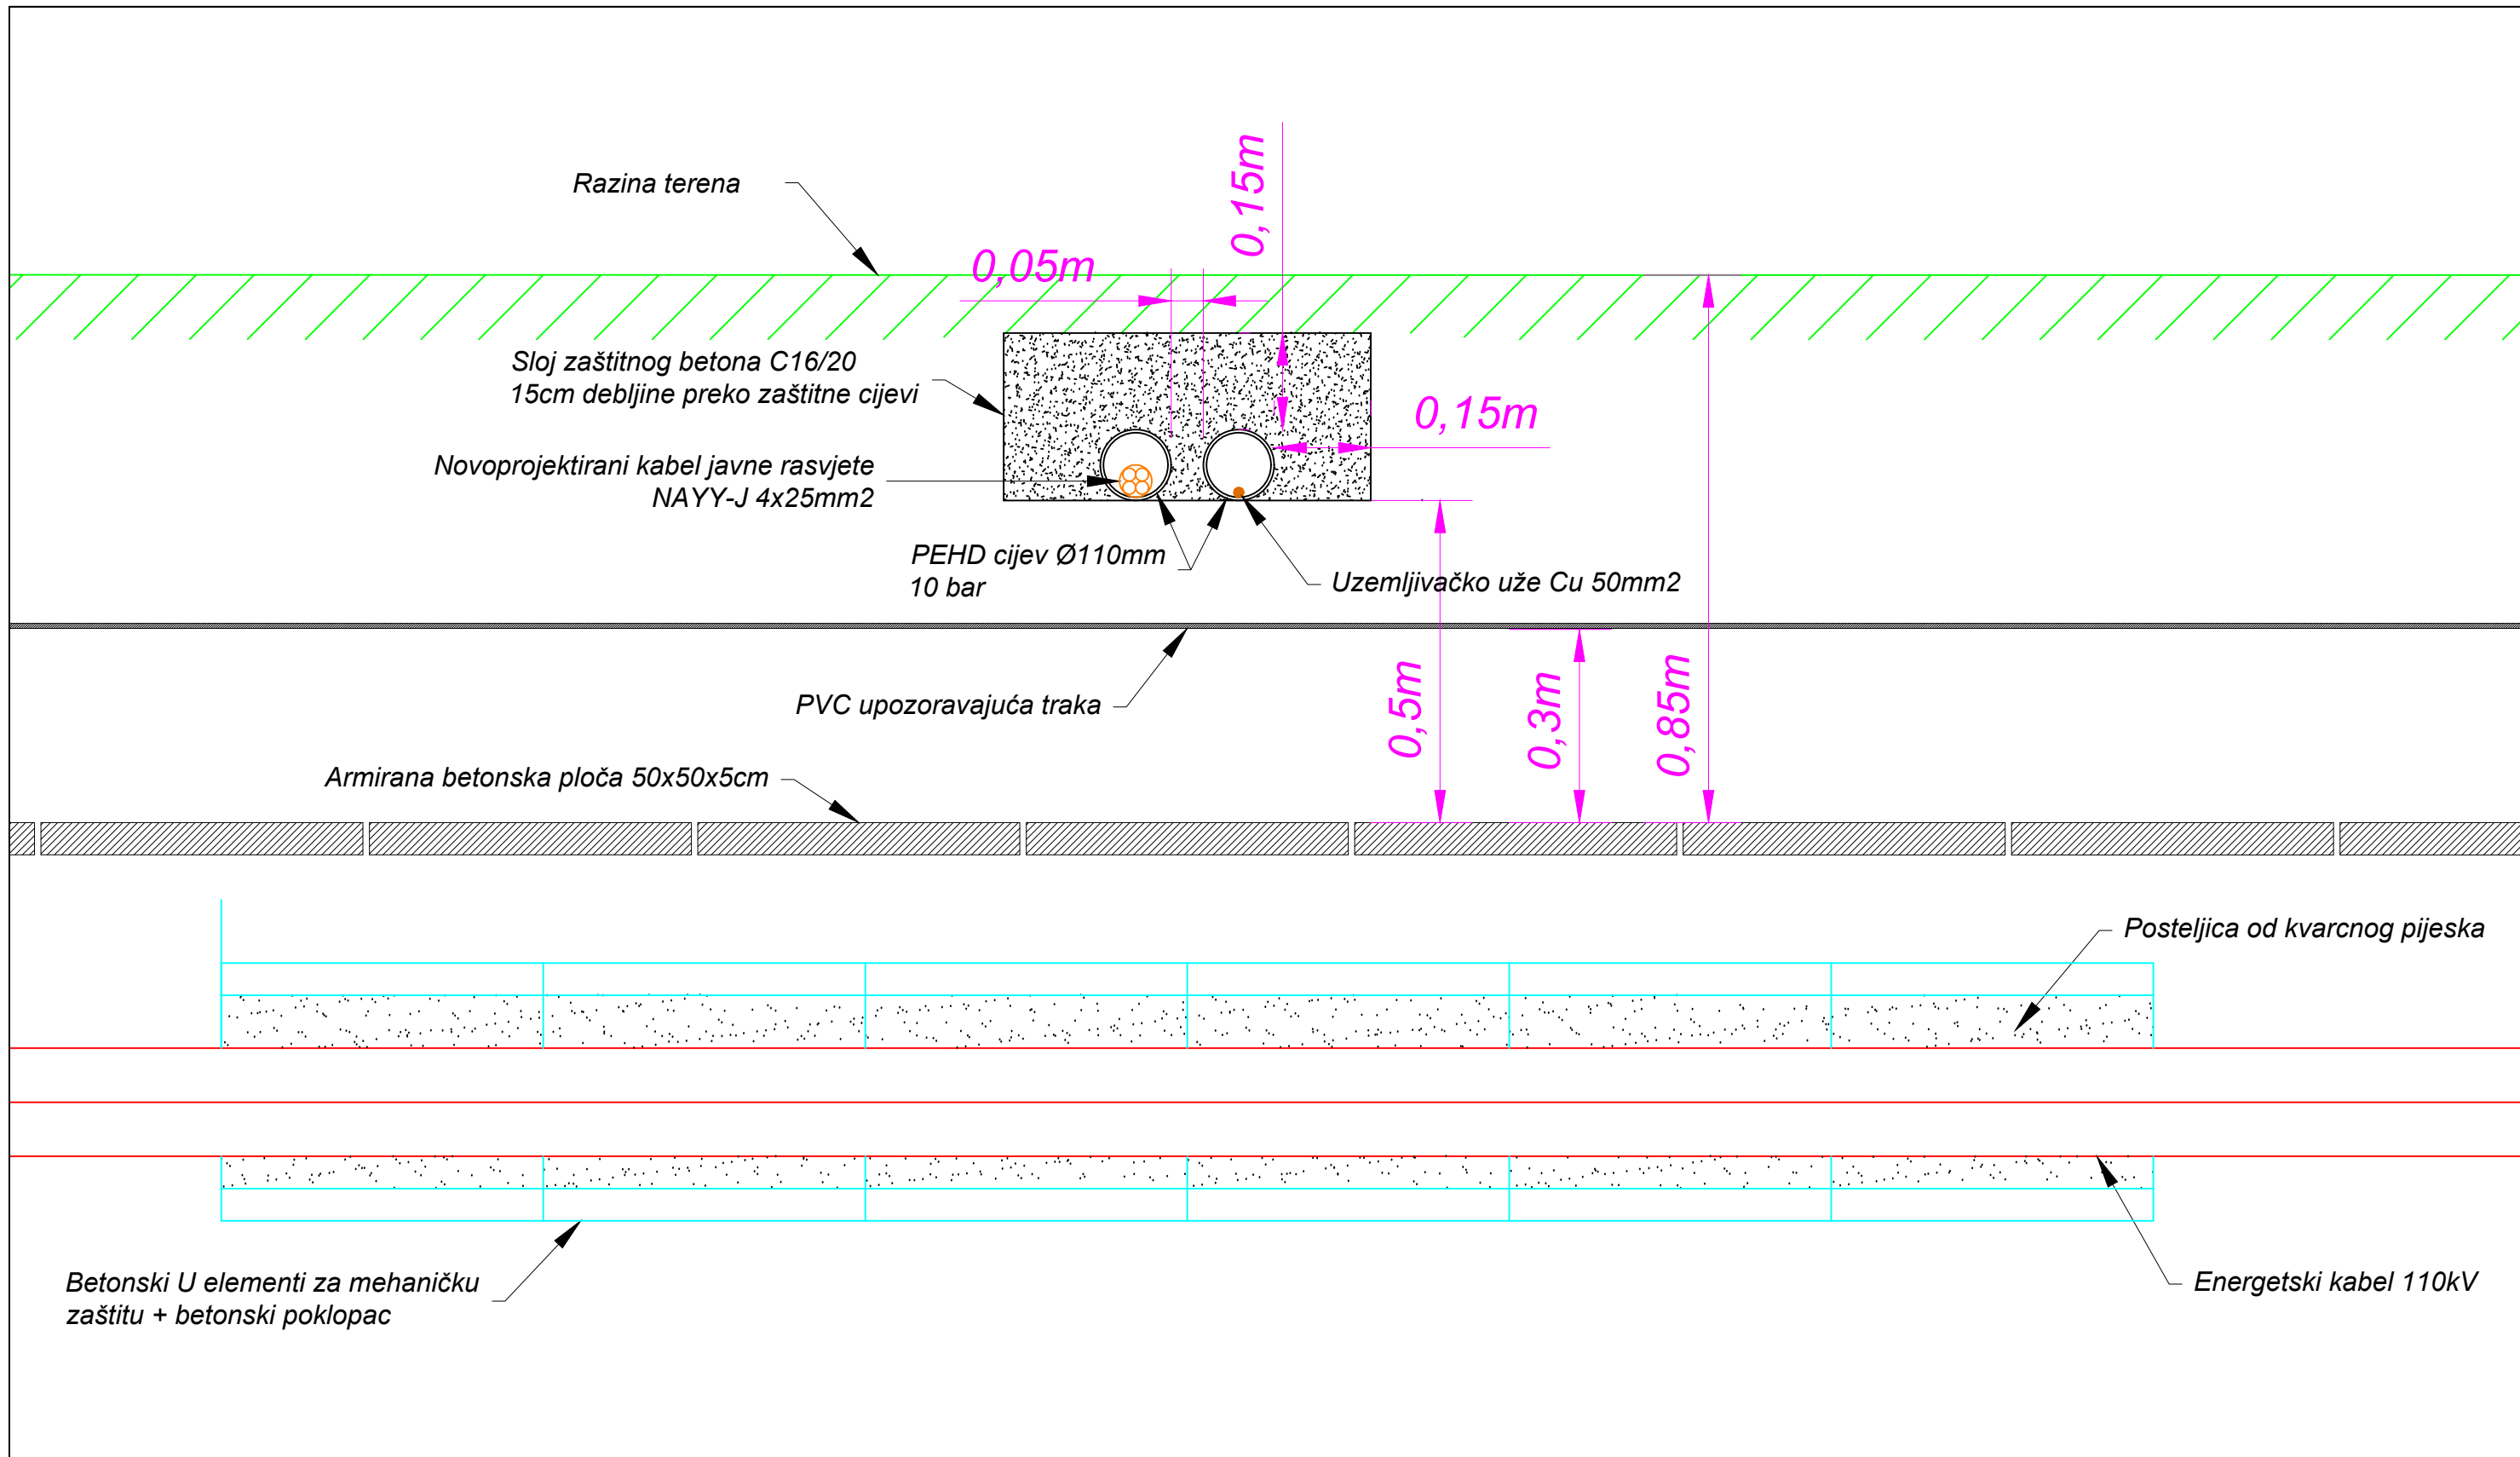 Razina terena
0,15m
0,05m
Sloj zaštitnog betona C16/20
15cm debljine preko zaštitne cijevi
0,15m
Novoprojektirani kabel javne rasvjete
NAYY-J 4x25mm2
PEHD cijev Ø110mm
10 bar
Uzemljivačko uže Cu 50mm2
PVC upozoravajuća traka
0,5m
0,3m
0,85m
Armirana betonska ploča 50x50x5cm
Posteljica od kvarcnog pijeska
Betonski U elementi za mehaničku
zaštitu + betonski poklopac
Energetski kabel 110kV